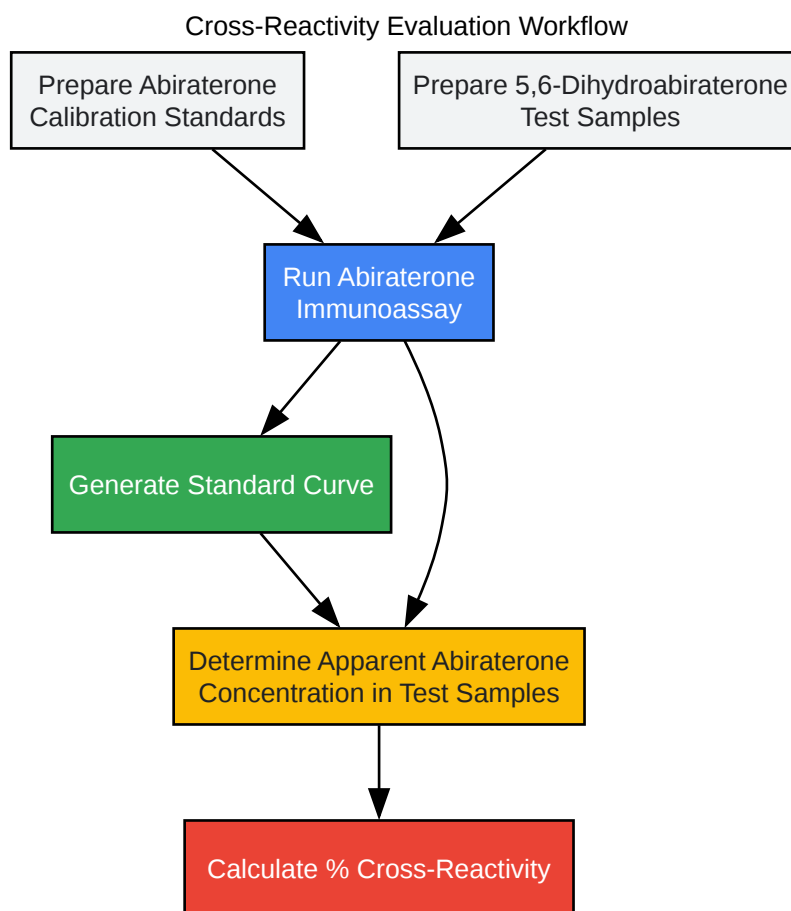 Cross-Reactivity Evaluation Workflow
Prepare Abiraterone
Calibration Standards
Prepare 5,6-Dihydroabiraterone
Test Samples
Run Abiraterone
Immunoassay
Generate Standard Curve
Determine Apparent Abiraterone
Concentration in Test Samples
Calculate % Cross-Reactivity